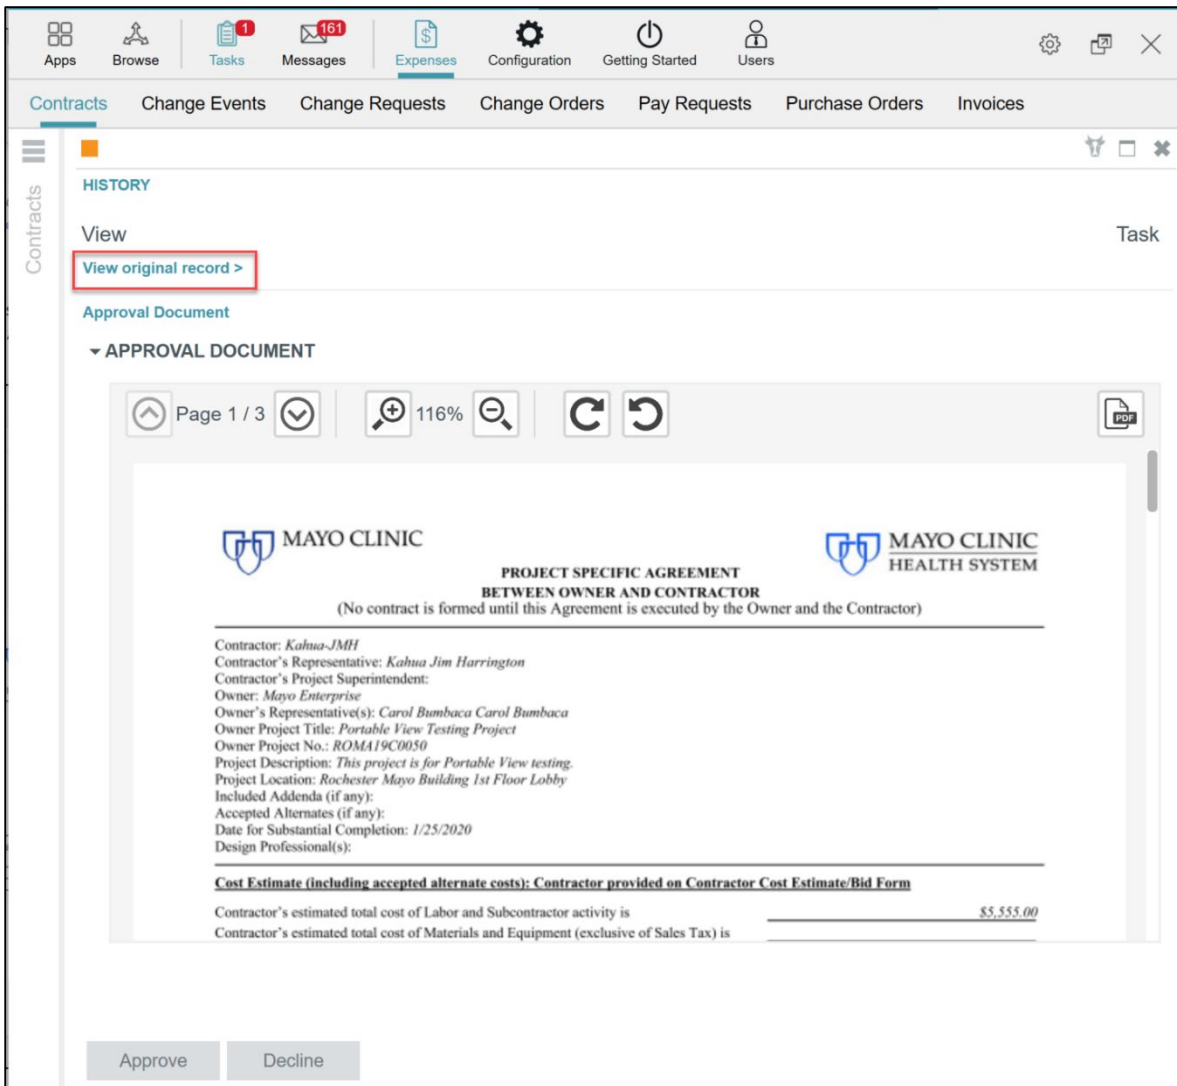 1
161
$
Apps
Browse
Tasks
Messages
Expenses
Configuration
Getting Started
Users
Contracts
Change Events
Change Requests
Change Orders
Pay Requests
Purchase Orders
Invoices
Contracts
HISTORY
View
Task
View original record >
Approval Document
APPROVAL DOCUMENT
Page 1 / 3
116%
PDF
MAYO CLINIC
MAYO CLINIC
HEALTH SYSTEM
PROJECT SPECIFIC AGREEMENT
BETWEEN OWNER AND CONTRACTOR
(No contract is formed until this Agreement is executed by the Owner and the Contractor)
Contractor: Kahua-JMH
Contractor's Representative: Kahua Jim Harrington
Contractor's Project Superintendent:
Owner: Mayo Enterprise
Owner's Representative(s): Carol Bumbaca Carol Bumbaca
Owner Project Title: Portable View Testing Project
Owner Project No.: ROMA19C0050
Project Description: This project is for Portable View testing.
Project Location: Rochester Mayo Building 1st Floor Lobby
Included Addenda (if any):
Accepted Alternates (if any):
Date for Substantial Completion: 1/25/2020
Design Professional(s):
Cost Estimate (including accepted alternate costs): Contractor provided on Contractor Cost Estimate/Bid Form
Contractor's estimated total cost of Labor and Subcontractor activity is $5,555.00
Contractor's estimated total cost of Materials and Equipment (exclusive of Sales Tax) is
Approve
Decline